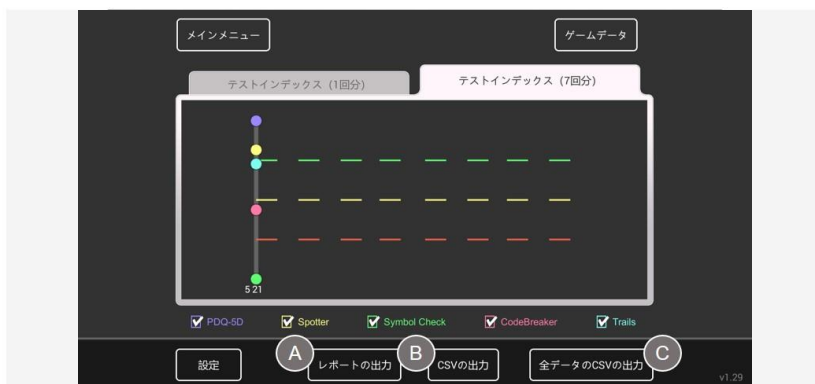 メインメニュー
ゲームデータ
テストインデックス (1回分)
テストインデックス (7回分)
5 21
PDQ-5D
Spotter
Symbol Check
CodeBreaker
Trails
A
B
C
設定
レポートの出力
CSVの出力
全データのCSVの出力
v1.29